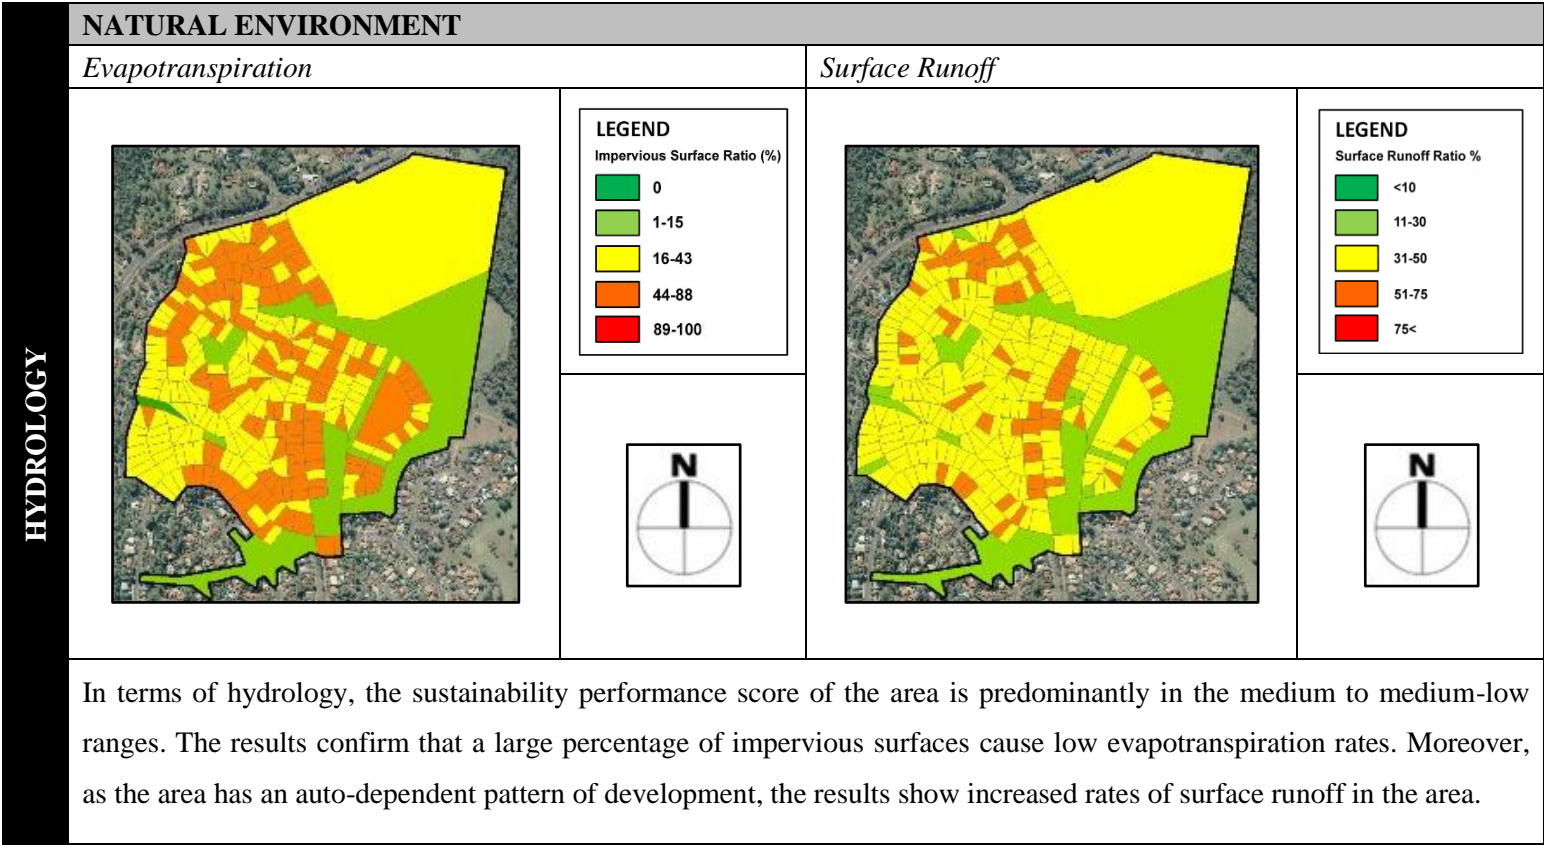 NATURAL ENVIRONMENT
Evapotranspiration
Surface Runoff
HYDROLOGY
LEGEND
Impervious Surface Ratio (%)
0
1-15
16-43
44-88
89-100
N
LEGEND
Surface Runoff Ratio %
<10
11-30
31-50
51-75
75<
N
In terms of hydrology, the sustainability performance score of the area is predominantly in the medium to medium-low
ranges. The results confirm that a large percentage of impervious surfaces cause low evapotranspiration rates. Moreover,
as the area has an auto-dependent pattern of development, the results show increased rates of surface runoff in the area.